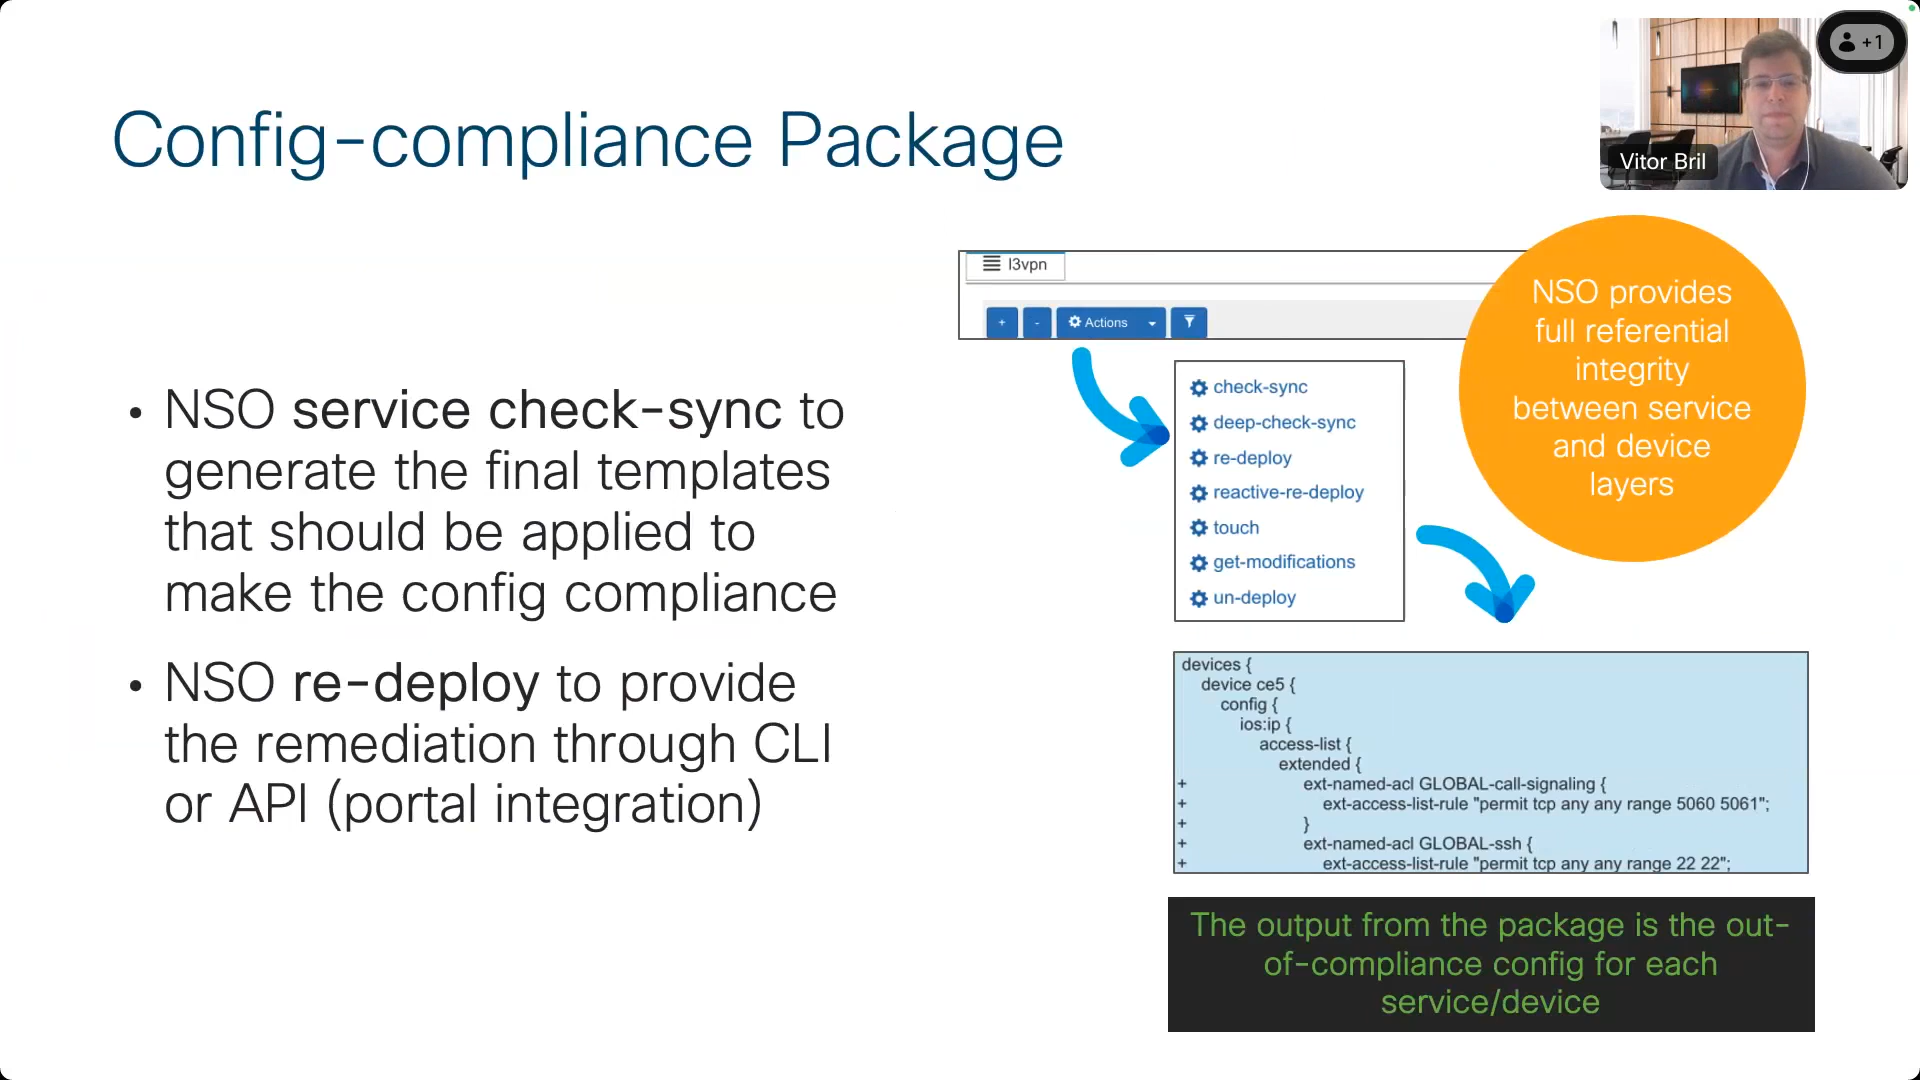 Config-compliance Package
+1
Vitor Bril
• NSO service check-sync to
generate the final templates
that should be applied to
make the config compliance
• NSO re-deploy to provide
the remediation through CLI
or API (portal integration)
l3vpn
+ - Actions
check-sync
deep-check-sync
re-deploy
reactive-re-deploy
touch
get-modifications
un-deploy
NSO provides
full referential
integrity
between service
and device
layers
devices {
device ce5 {
config {
ios:ip {
access-list {
extended {
+ ext-named-acl GLOBAL-call-signaling {
+ ext-access-list-rule "permit tcp any any range 5060 5061";
+ }
+ ext-named-acl GLOBAL-ssh {
+ ext-access-list-rule "permit tcp any any range 22 22";
The output from the package is the out-
of-compliance config for each
service/device